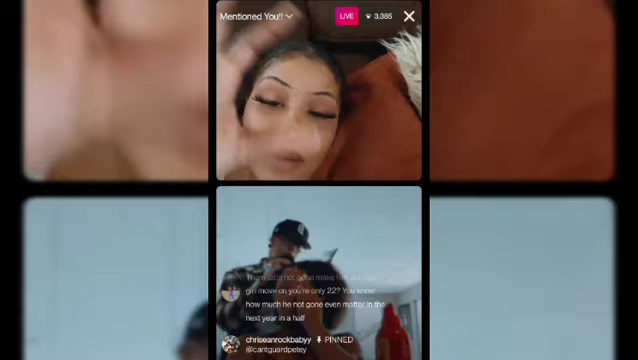 Mentioned You!!
LIVE
3,385
girl move on you're only 22? You know
how much he not gone even matter in the
next year in a half
chriseanrockbabyy PINNED
@cantguardpetey